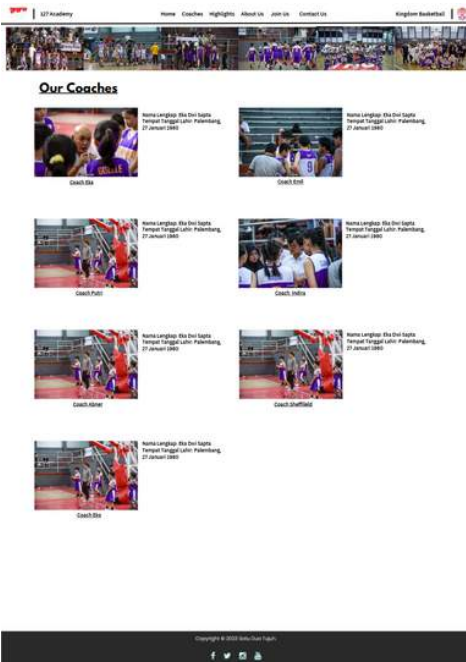 127 Academy
Home Coaches Highlights About Us Join Us Contact Us
Kingdom Basketball
Our Coaches
Nama Lengkap: Eka Dwi Sapta
Tempat Tanggal Lahir: Palembang,
27 Januari 1980
Coach Eka
Nama Lengkap: Eka Dwi Sapta
Tempat Tanggal Lahir: Palembang,
27 Januari 1980
Coach Emil
Nama Lengkap: Eka Dwi Sapta
Tempat Tanggal Lahir: Palembang,
27 Januari 1980
Coach Putri
Nama Lengkap: Eka Dwi Sapta
Tempat Tanggal Lahir: Palembang,
27 Januari 1980
Coach Indira
Nama Lengkap: Eka Dwi Sapta
Tempat Tanggal Lahir: Palembang,
27 Januari 1980
Coach Abner
Nama Lengkap: Eka Dwi Sapta
Tempat Tanggal Lahir: Palembang,
27 Januari 1980
Coach Sheffield
Nama Lengkap: Eka Dwi Sapta
Tempat Tanggal Lahir: Palembang,
27 Januari 1980
Coach Eka
Copyright © 2020 Satu Dua Tujuh.